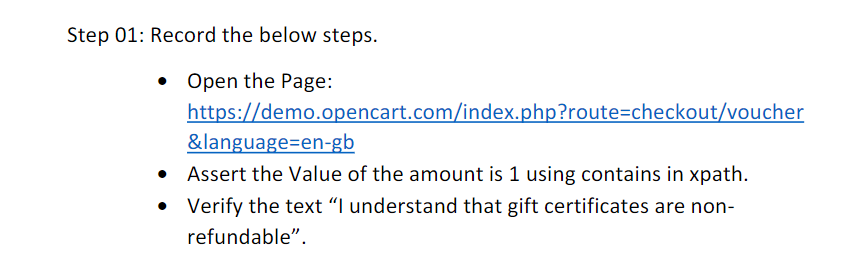 Step 01: Record the below steps.
• Open the Page:
https://demo.opencart.com/index.php?route=checkout/voucher
&language=en-gb
• Assert the Value of the amount is 1 using contains in xpath.
• Verify the text “I understand that gift certificates are non-
refundable”.